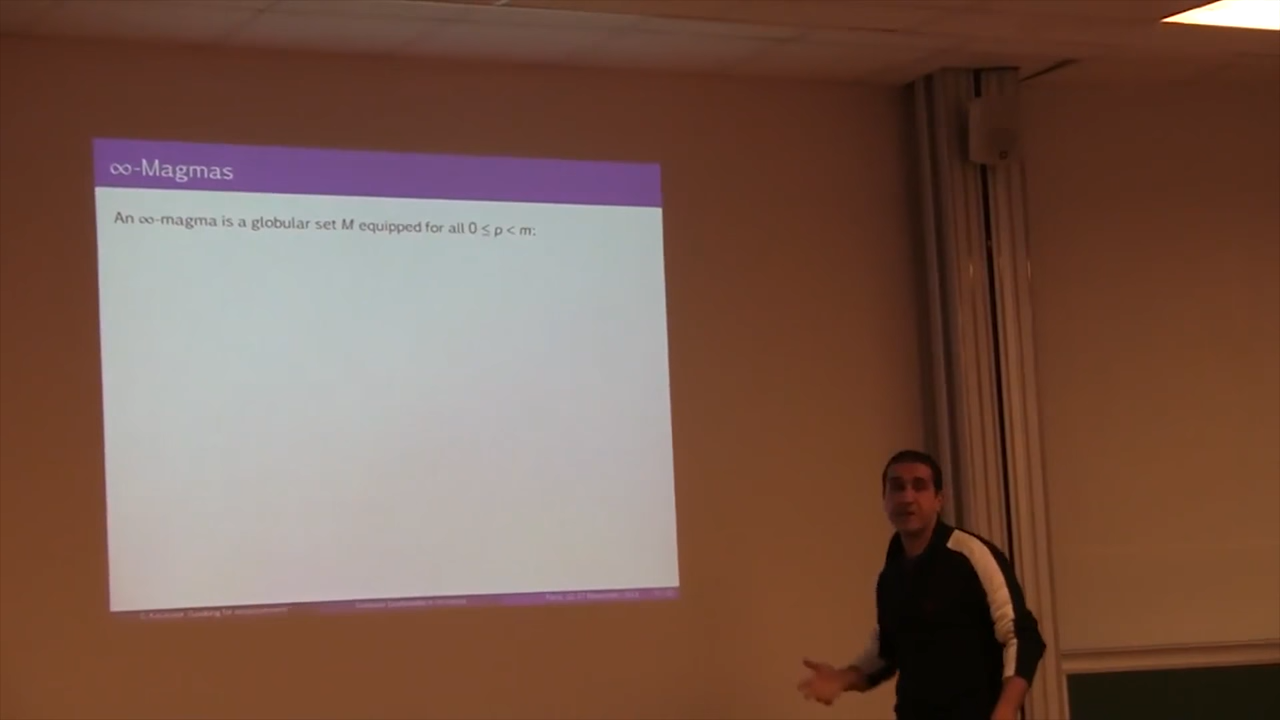 ∞-Magmas
An ∞-magma is a globular set M equipped for all 0 ≤ p < m: